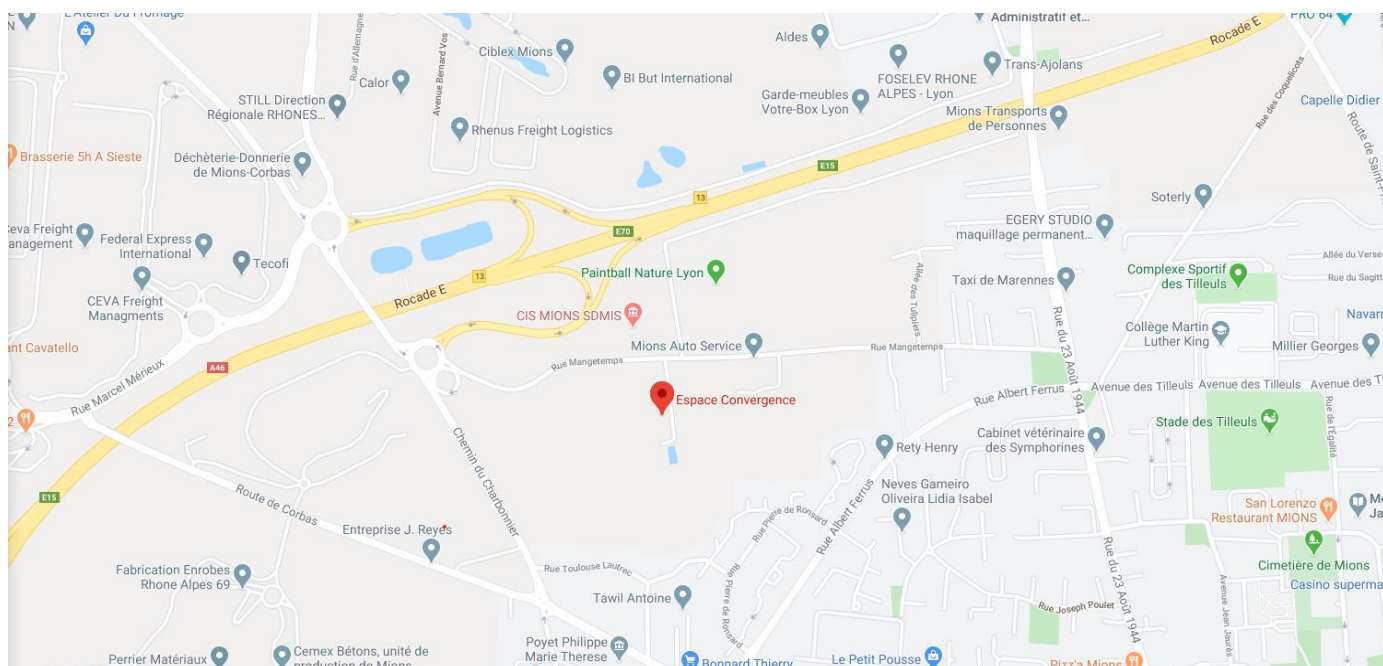 L'Atelier Du Fromage
Rue d'Allemagne
Avenue Bernard Vos
Ciblex Mions
Aldes
Administratif et...
PRO 64
Rocade E
Calor
BI But International
FOSELEV RHONE
ALPES - Lyon
Trans-Ajolans
Rue des Coquelicots
STILL Direction
Régionale RHONES...
Garde-meubles
Votre-Box Lyon
Capelle Didier
Rhenus Freight Logistics
Mions Transports
de Personnes
Route de Saint-
Brasserie 5h A Sieste
Déchèterie-Donnerie
de Mions-Corbas
E15
13
Soterly
Ceva Freight
anagement
Federal Express
International
E70
EGERY STUDIO
maquillage permanent...
Tecofi
13
Paintball Nature Lyon
Allée des Tulipiers
Taxi de Marennes
Complexe Sportif
des Tilleuls
Allée du Verse
Rue du Sagitt
CEVA Freight
Managments
Rocade E
CIS MIONS SDMIS
Navarr
Collège Martin
Luther King
Millier Georges
ant Cavatello
Mions Auto Service
Rue Mangetemps
Rue Mangetemps
A46
Rue Marcel Mérieux
Espace Convergence
Rue Albert Ferrus
Rue du 23 Août 1944
Avenue des Tilleuls
Avenue des Tilleuls
Avenue des T
2
Stade des Tilleuls
Rue de l'Égalité
Chemin du Charbonnier
Rety Henry
Cabinet vétérinaire
des Symphorines
E15
Route de Corbas
Neves Gameiro
Oliveira Lidia Isabel
Rue Albert Ferrus
San Lorenzo
Restaurant MIONS
Me
Ja
Entreprise J. Reyes
Rue Pierre de Ronsard
Rue du 23 Août 1944
Cimetière de Mions
Fabrication Enrobes
Rhone Alpes 69
Rue Toulouse Lautrec
Casino superma
Tawil Antoine
Rue Pierre de Ronsard
Rue Joseph Poulet
Avenue Jean Jaurès
Perrier Matériaux
Cemex Bétons, unité de
production de Mions
Poyet Philippe
Marie Therese
Bonnard Thierry
Le Petit Pousse
Pizz'a Mions